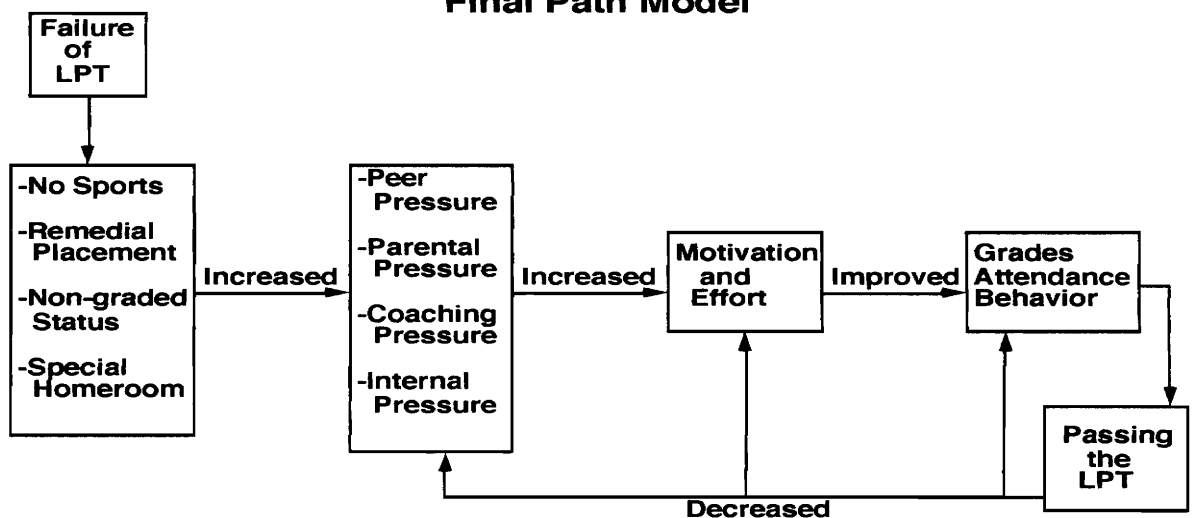 Final Path Model
Failure
of
LPT
-No Sports
-Remedial
Placement
-Non-graded
Status
-Special
Homeroom
Increased
-Peer
Pressure
-Parental
Pressure
-Coaching
Pressure
-Internal
Pressure
Increased
Motivation
and
Effort
Improved
Grades
Attendance
Behavior
Passing
the
LPT
Decreased